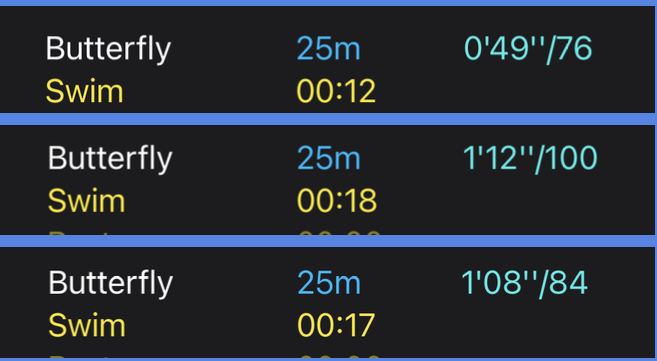 Butterfly 25m 0'49''/76
Swim 00:12
Butterfly 25m 1'12''/100
Swim 00:18
Butterfly 25m 1'08''/84
Swim 00:17